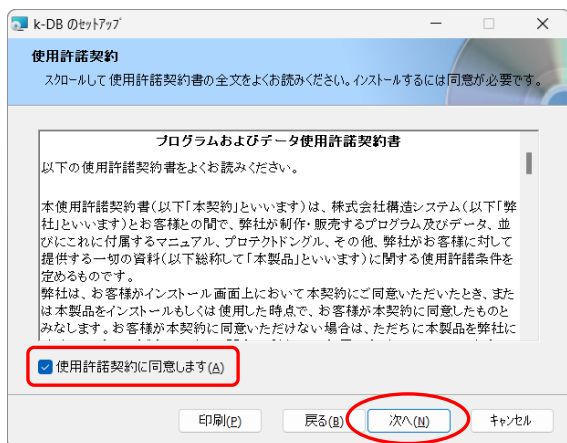 k-DB のｾｯﾄｱｯﾌﾟ
使用許諾契約
ｽｸﾛｰﾙして使用許諾契約書の全文をよくお読みください。ｲﾝｽﾄｰﾙするには同意が必要です。
プログラムおよびデータ使用許諾契約書
以下の使用許諾契約書をよくお読みください。
本使用許諾契約書(以下「本契約」といいます)は、株式会社構造システム(以下「弊
社」といいます)とお客様との間で、弊社が制作・販売するプログラム及びデータ、並
びにこれに付属するマニュアル、プロテクトドングル、その他、弊社がお客様に対して
提供する一切の資料(以下総称して「本製品」といいます)に関する使用許諾条件を
定めるものです。
弊社は、お客様がインストール画面上において本契約にご同意いただいたとき、また
は本製品をインストールもしくは使用した時点で、お客様が本契約に同意したものと
みなします。お客様が本契約に同意いただけない場合は、ただちに本製品を弊社に
使用許諾契約に同意します(A)
印刷(P) 戻る(B) 次へ(N) ｷｬﾝｾﾙ